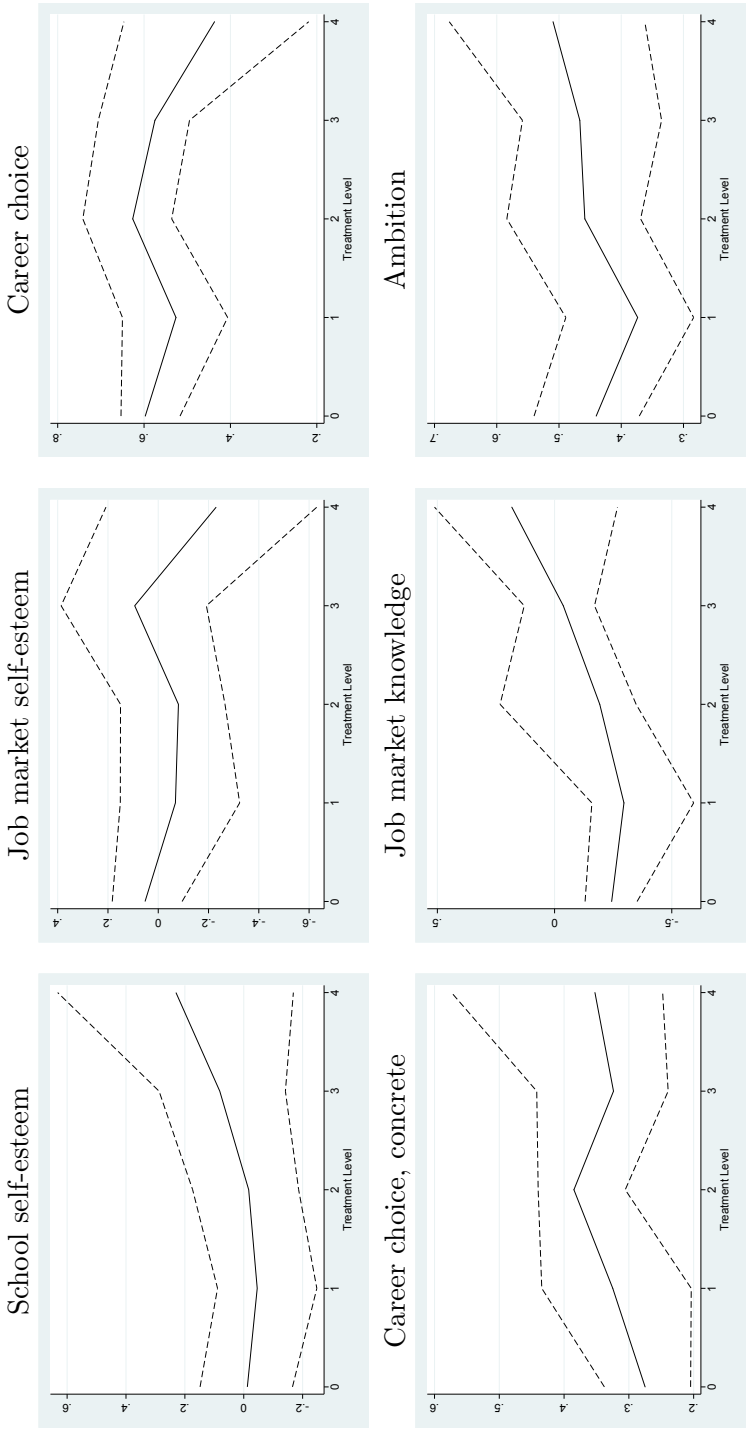 School self-esteem
.6
.4
.2
0
-.2
0 1 2 3 4
Treatment Level
Job market self-esteem
.4
.2
0
-.2
-.4
-.6
0 1 2 3 4
Treatment Level
Career choice
.8
.6
.4
.2
0 1 2 3 4
Treatment Level
Career choice, concrete
.6
.5
.4
.3
.2
0 1 2 3 4
Treatment Level
Job market knowledge
.5
0
-.5
0 1 2 3 4
Treatment Level
Ambition
.7
.6
.5
.4
.3
0 1 2 3 4
Treatment Level